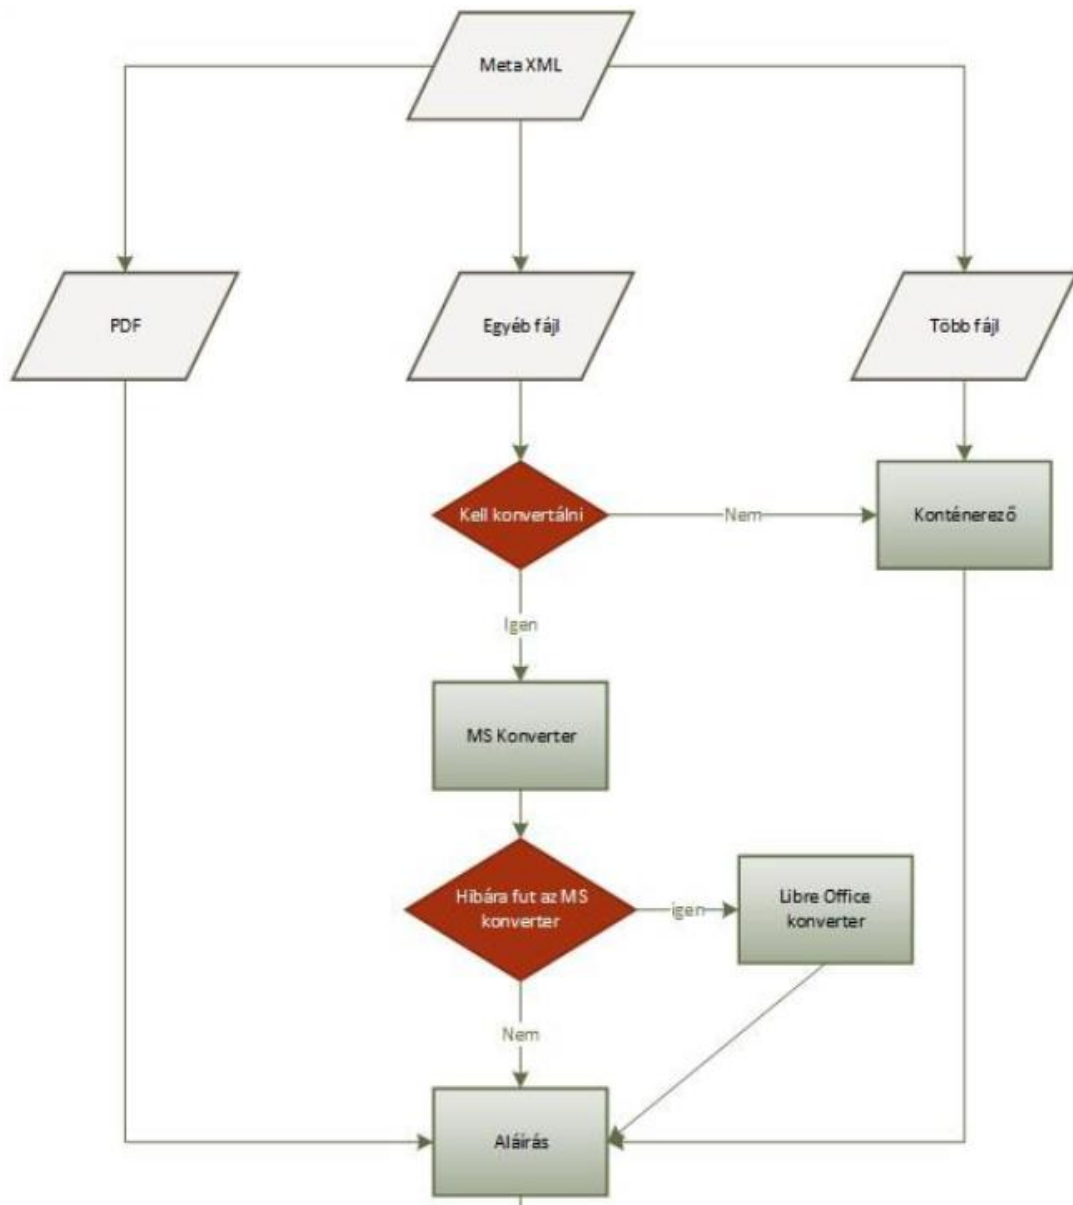 Meta XML
PDF
Egyéb fájl
Több fájl
Kell konvertálni
Nem
Konténerező
Igen
MS Konverter
Hibára fut az MS
konverter
igen
Libre Office
konverter
Nem
Aláírás